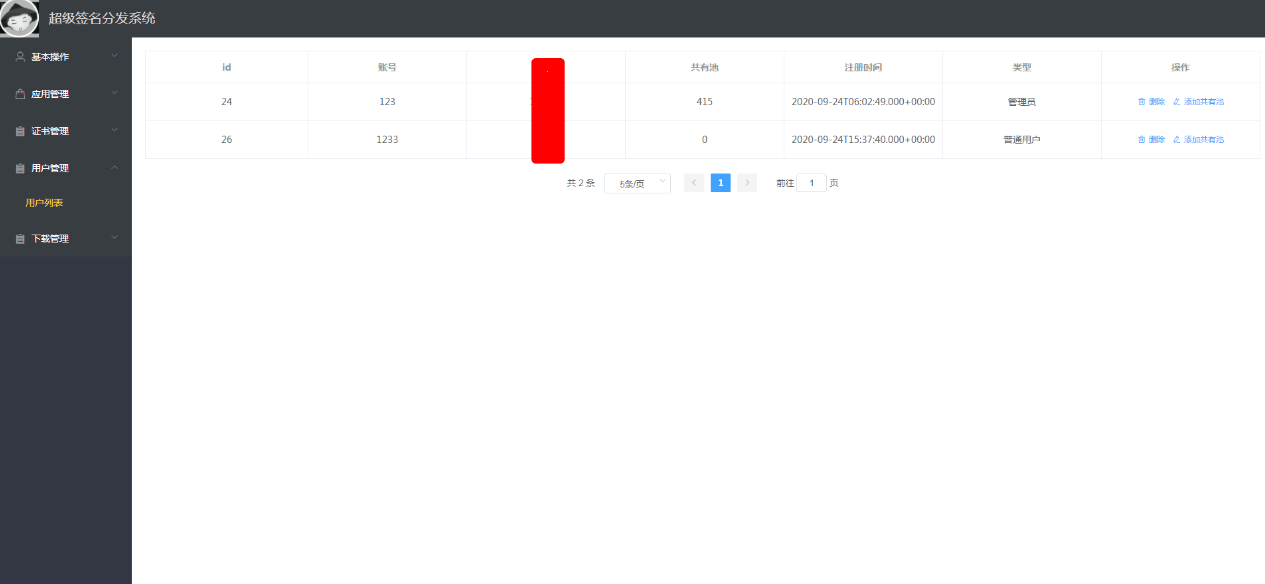 超级签名分发系统
基本操作
应用管理
证书管理
用户管理
用户列表
下载管理
id 账号 共有池 注册时间 类型 操作
24 123 415 2020-09-24T06:02:49.000+00:00 管理员 删除 添加共有池
26 1233 0 2020-09-24T15:37:40.000+00:00 普通用户 删除 添加共有池
共 2 条 5条/页 1 前往 1 页